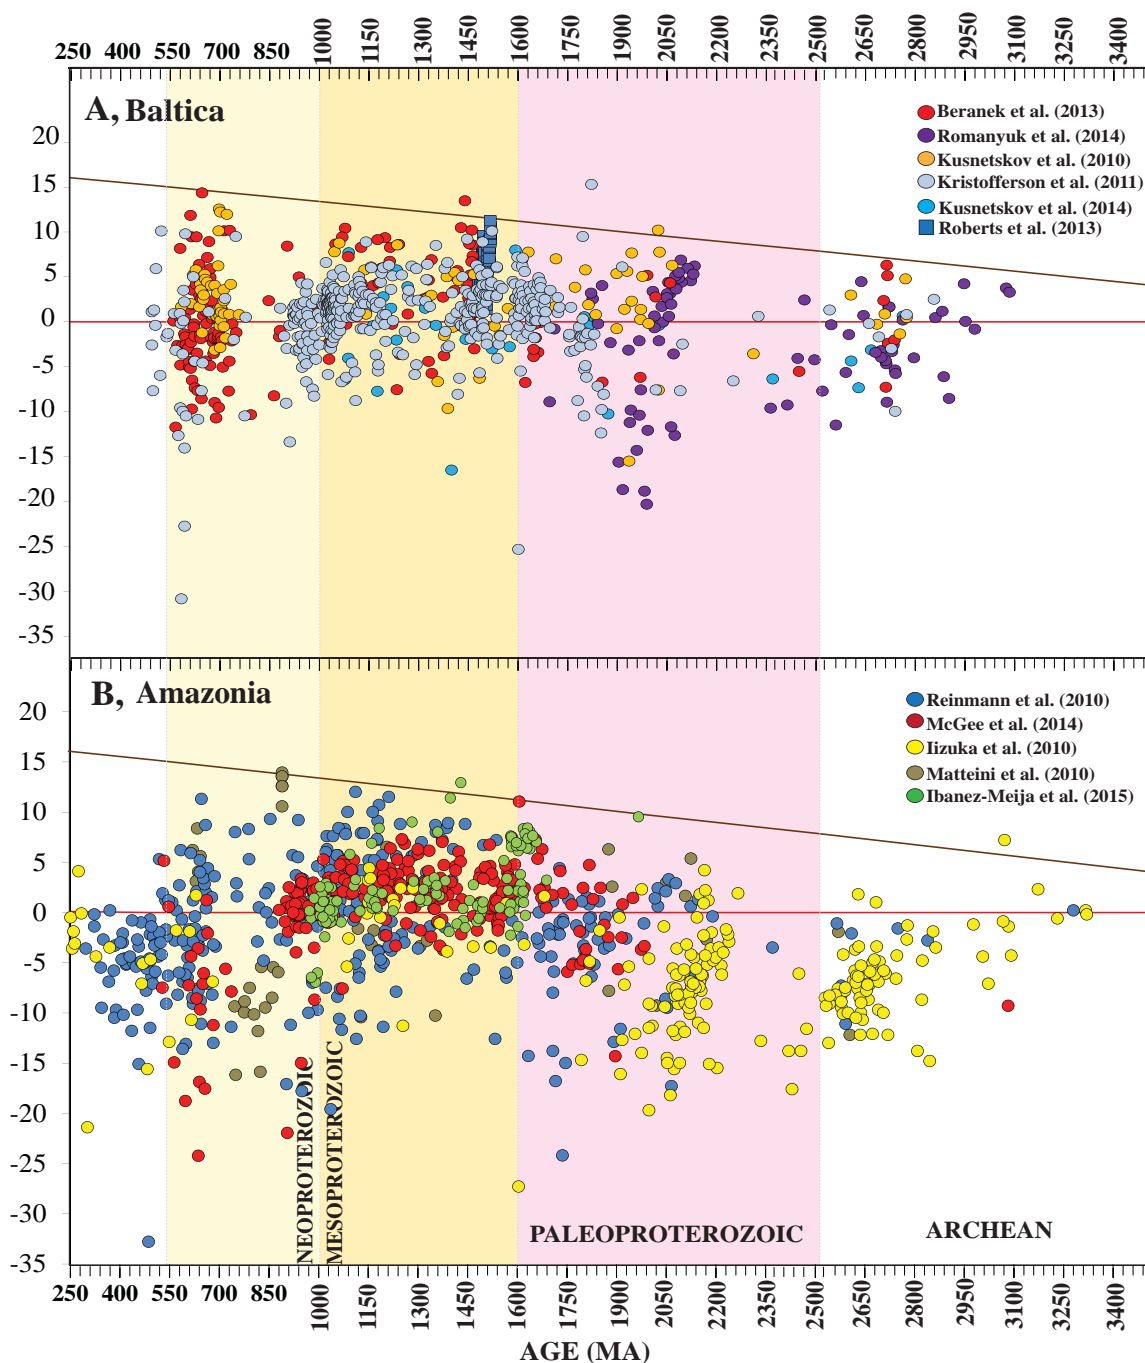 250 400 550 700 850 1000 1150 1300 1450 1600 1750 1900 2050 2200 2350 2500 2650 2800 2950 3100 3250 3400
A, Baltica
Beranek et al. (2013)
Romanyuk et al. (2014)
Kusnetskov et al. (2010)
Kristofferson et al. (2011)
Kusnetskov et al. (2014)
Roberts et al. (2013)
20
15
10
5
0
-5
-10
-15
-20
-25
-30
-35
B, Amazonia
Reinmann et al. (2010)
McGee et al. (2014)
Iizuka et al. (2010)
Matteini et al. (2010)
Ibanez-Meija et al. (2015)
20
15
10
5
0
-5
-10
-15
-20
-25
-30
-35
NEOPROTEROZOIC
MESOPROTEROZOIC
PALEOPROTEROZOIC
ARCHEAN
250 400 550 700 850 1000 1150 1300 1450 1600 1750 1900 2050 2200 2350 2500 2650 2800 2950 3100 3250 3400
AGE (MA)